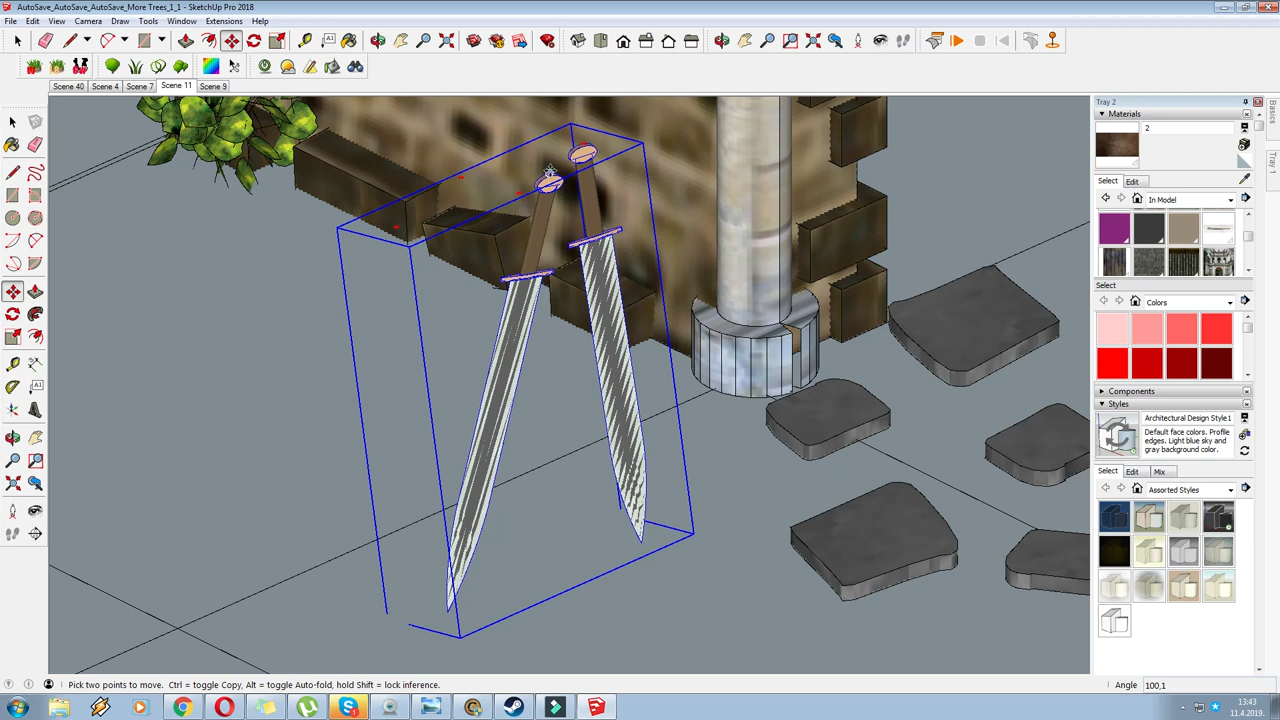 AutoSave_AutoSave_AutoSave_More Trees_1_1 - SketchUp Pro 2018
File Edit View Camera Draw Tools Window Extensions Help
Scene 40 Scene 4 Scene 7 Scene 11 Scene 9
Tray 2
Materials
2
Select Edit
In Model
Select
Colors
Components
Styles
Architectural Design Style1
Default face colors. Profile
edges. Light blue sky and
gray background color.
Select Edit Mix
Assorted Styles
Basics
Tray 1
Pick two points to move. Ctrl = toggle Copy, Alt = toggle Auto-fold, hold Shift = lock inference.
Angle 100,1
13:43
11.4.2019.